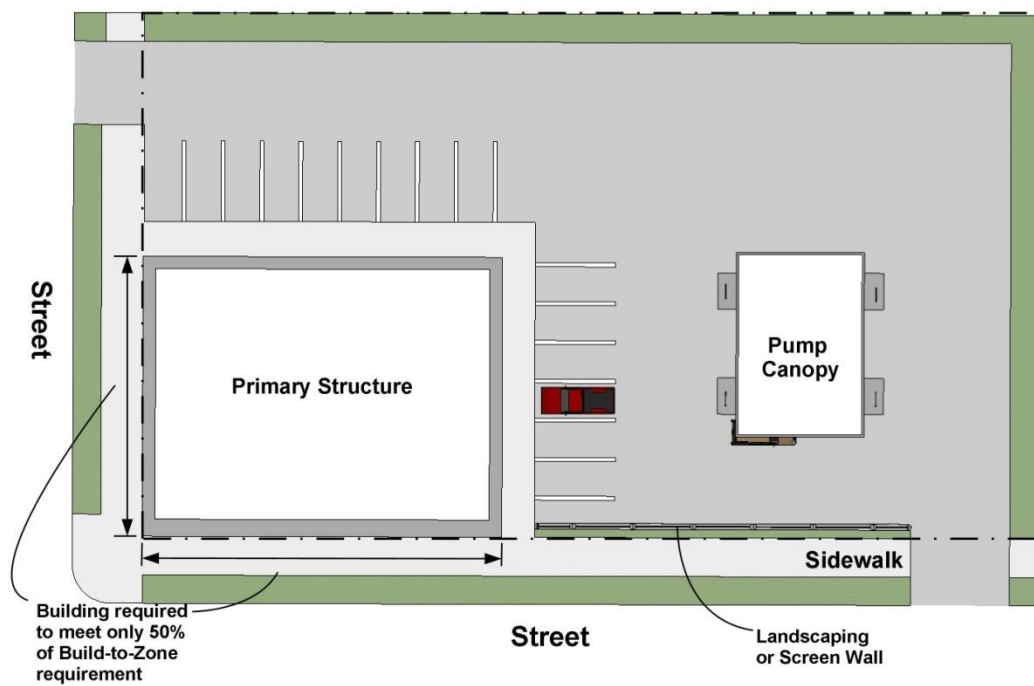 Street
Primary Structure
Pump
Canopy
Sidewalk
Building required
to meet only 50%
of Build-to-Zone
requirement
Street
Landscaping
or Screen Wall